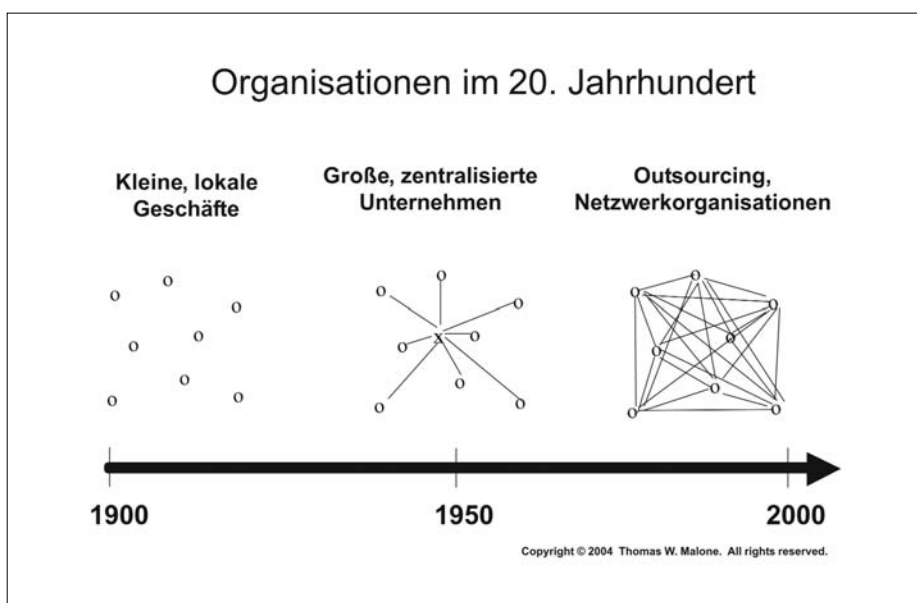 Organisationen im 20. Jahrhundert
Kleine, lokale
Geschäfte
Große, zentralisierte
Unternehmen
Outsourcing,
Netzwerkorganisationen
o
o
o
o
o
o
o
o
o
o
o
x
o
o
o
o
o
o
o
o
o
o
o
o
o
1900
1950
2000
Copyright © 2004 Thomas W. Malone. All rights reserved.